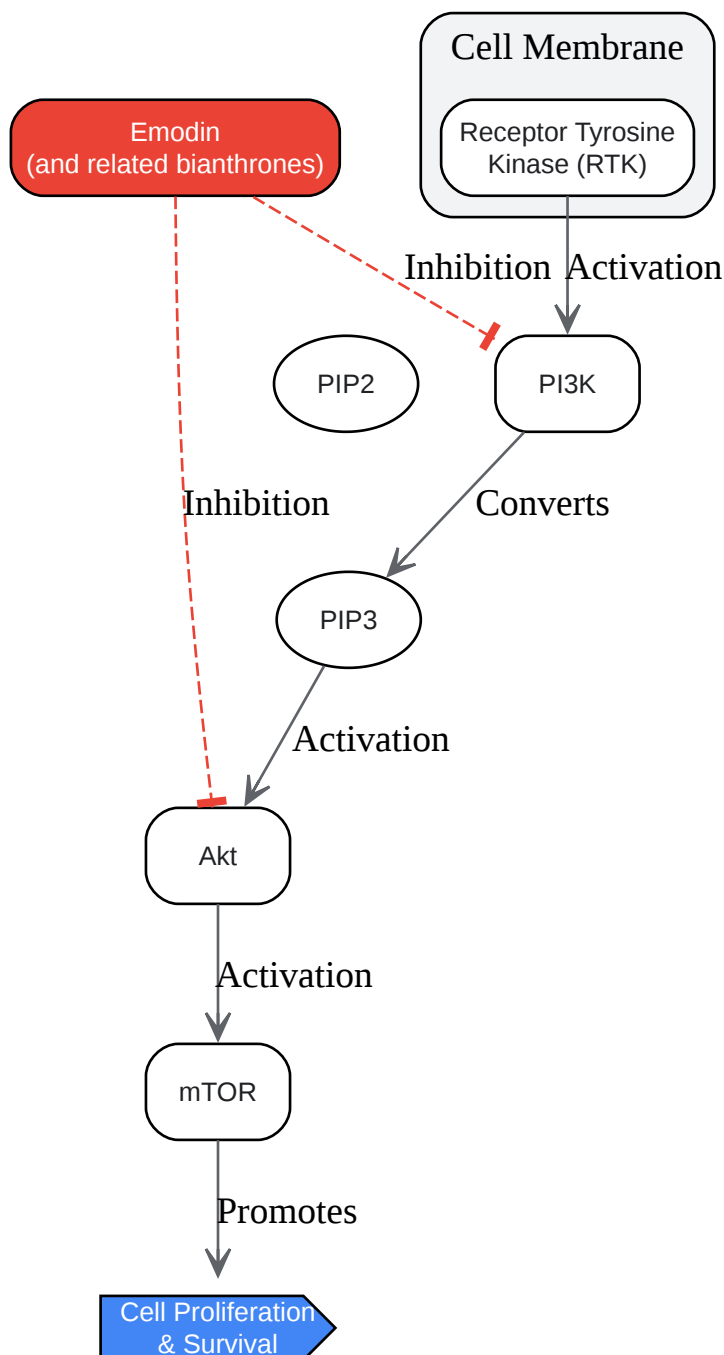 Cell Membrane
Emodin
(and related bianthrones)
Receptor Tyrosine
Kinase (RTK)
Inhibition
Activation
PIP2
PI3K
Inhibition
Converts
PIP3
Activation
Akt
Activation
mTOR
Promotes
Cell Proliferation
& Survival